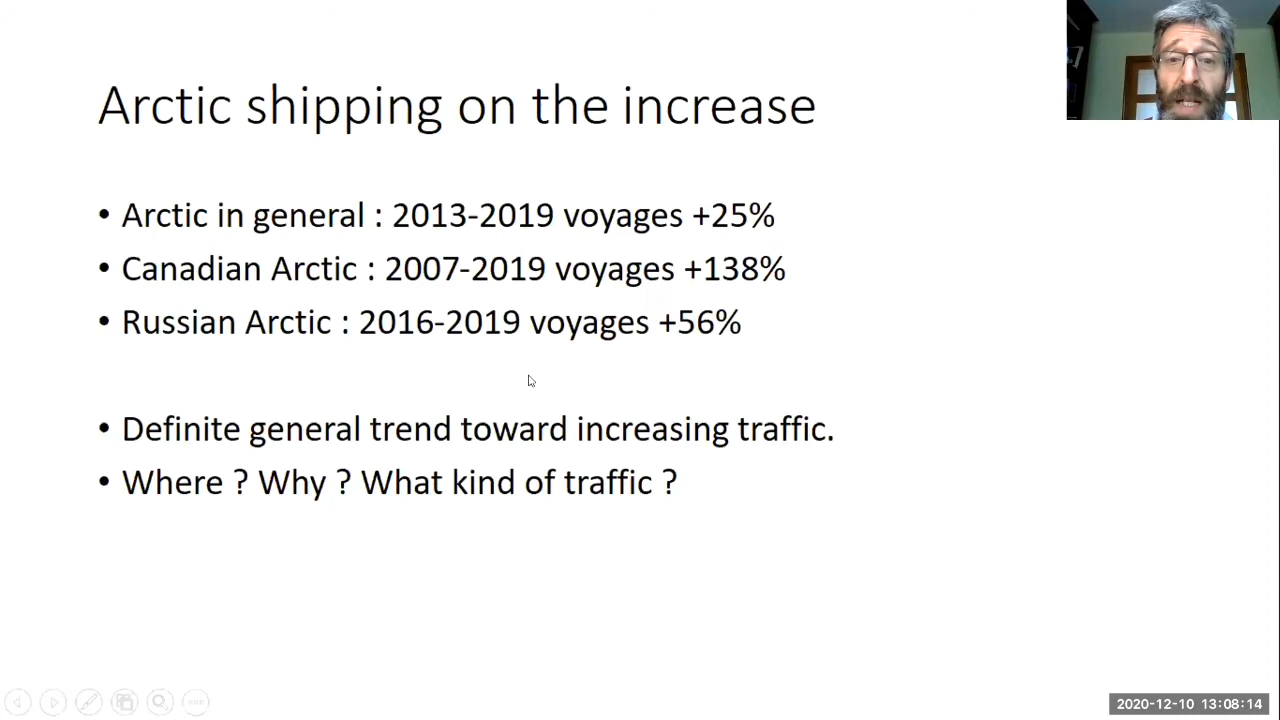 Arctic shipping on the increase
• Arctic in general : 2013-2019 voyages +25%
• Canadian Arctic : 2007-2019 voyages +138%
• Russian Arctic : 2016-2019 voyages +56%
• Definite general trend toward increasing traffic.
• Where ? Why ? What kind of traffic ?
2020-12-10 13:08:14